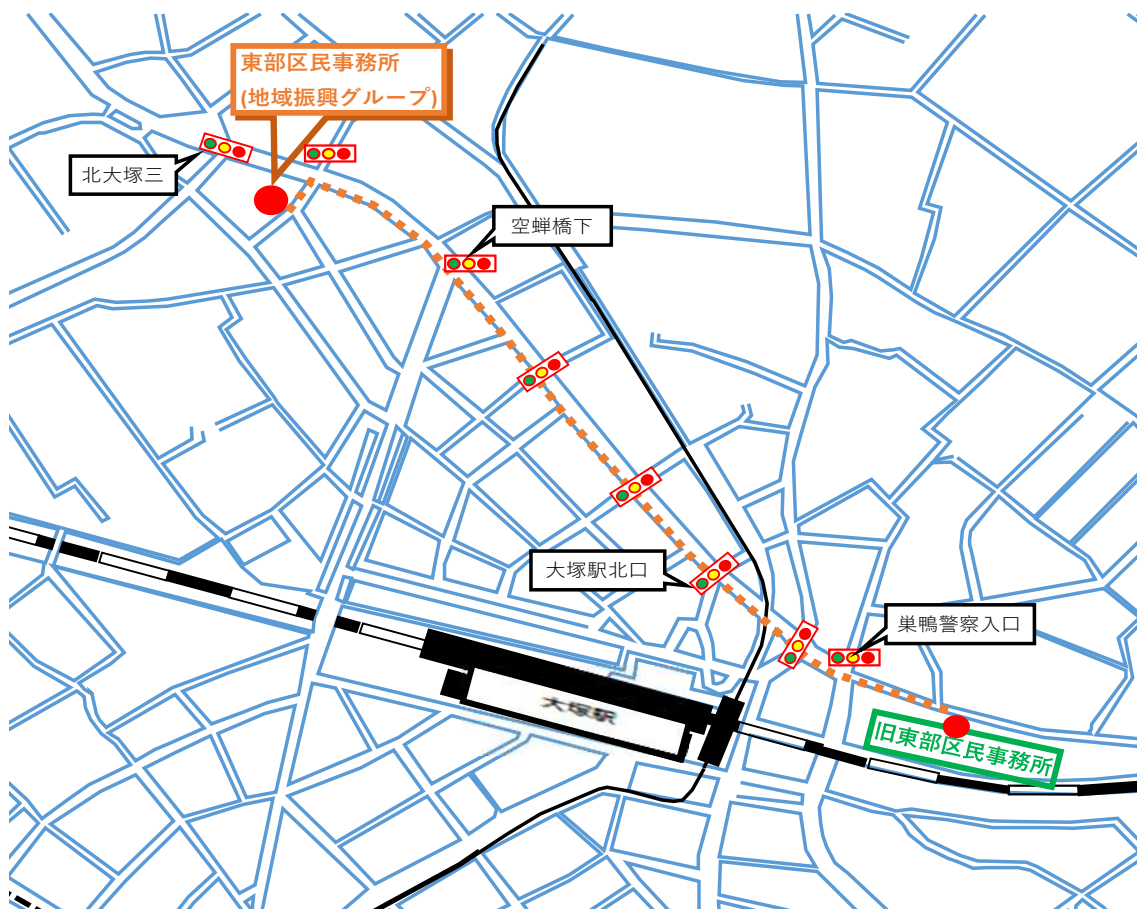 東部区民事務所
(地域振興グループ)
北大塚三
空蝉橋下
大塚駅北口
巣鴨警察入口
大塚駅
旧東部区民事務所